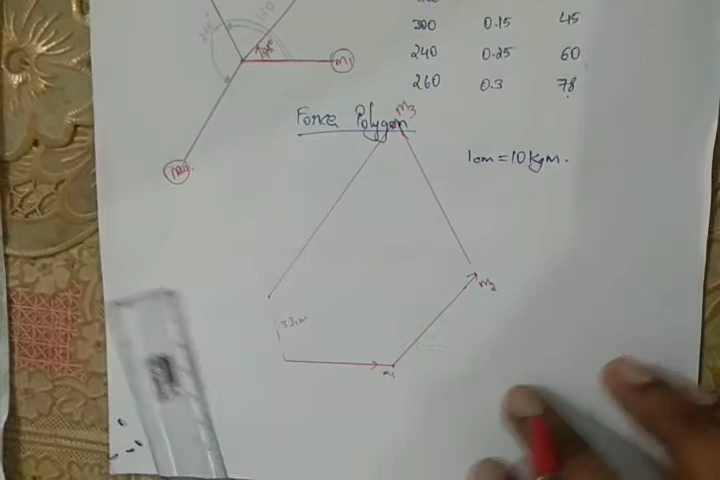 m1
300 0.15 45
240 0.25 60
260 0.3 78
m3
Force Polygon
1cm = 10 kgm.
m2
m1